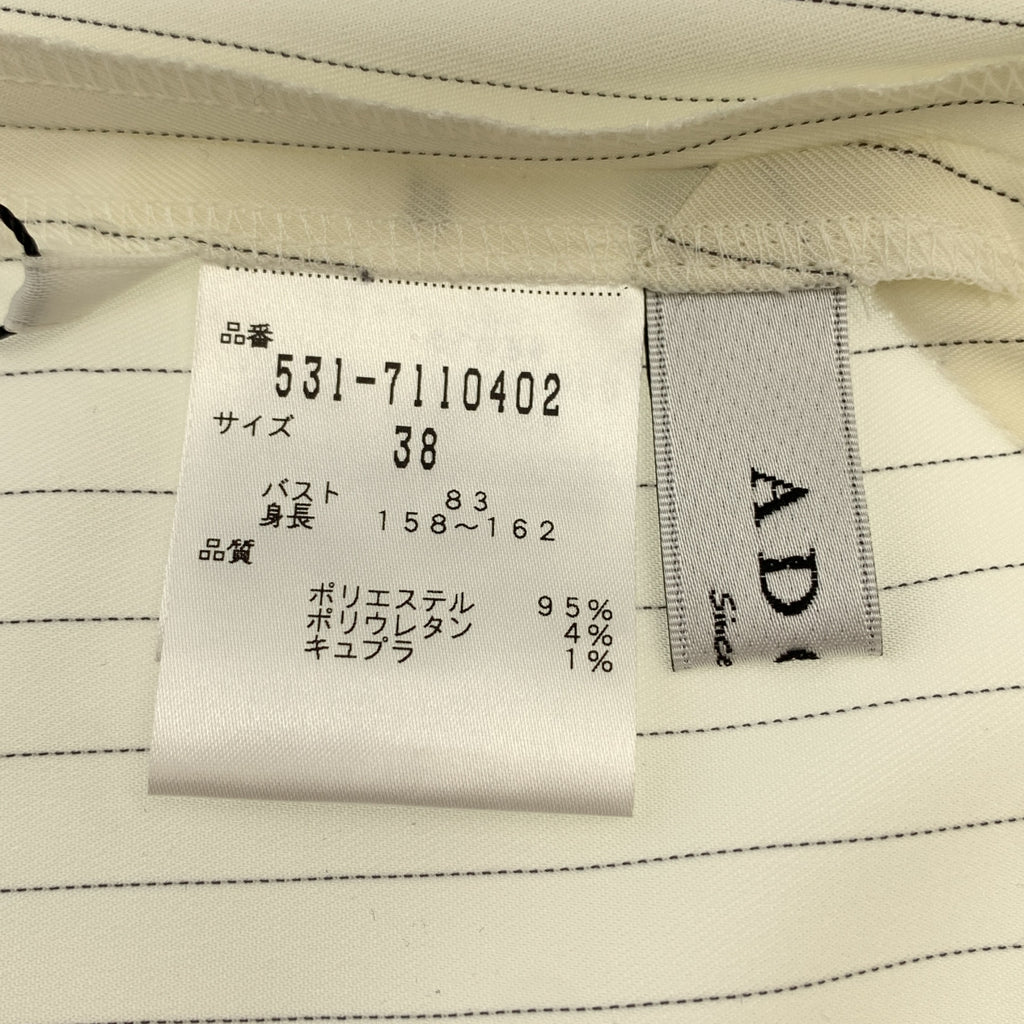 品番
531-7110402
サイズ
38
バスト 83
身長 158～162
品質
ポリエステル 95%
ポリウレタン 4%
キュプラ 1%
AD
Since